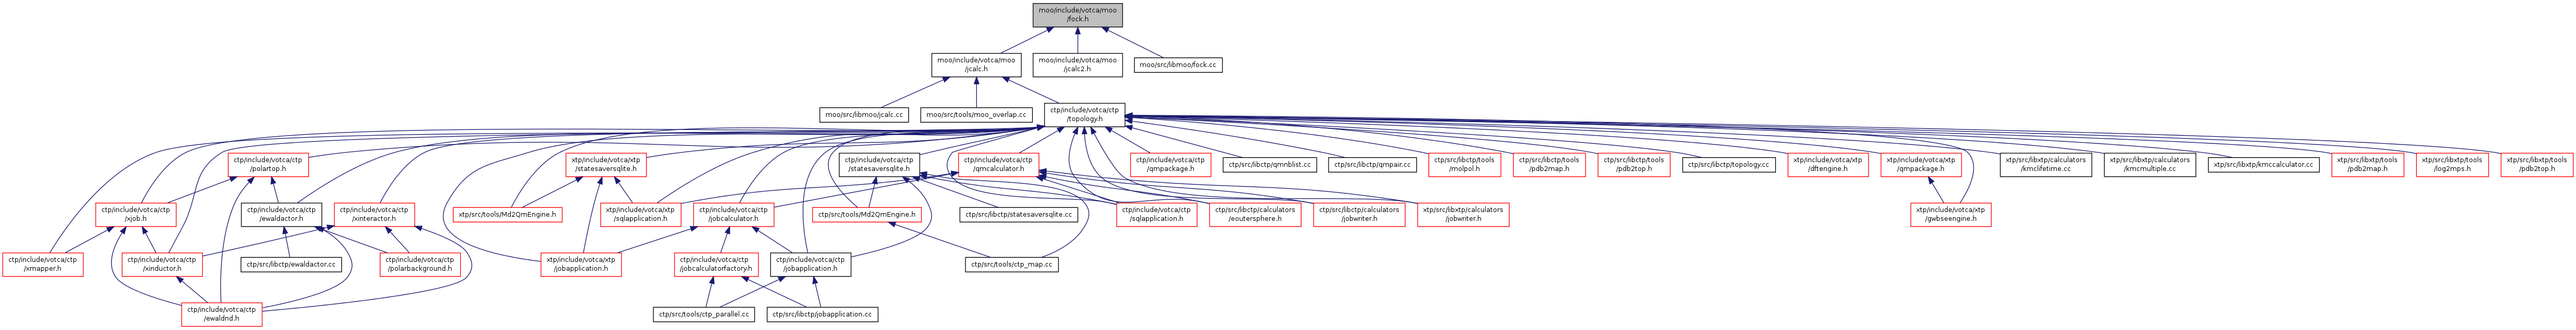 moo/include/votca/moo
/fock.h
moo/include/votca/moo
/jcalc.h
moo/include/votca/moo
/jcalc2.h
moo/src/libmoo/fock.cc
moo/src/libmoo/jcalc.cc
moo/src/tools/moo_overlap.cc
ctp/include/votca/ctp
/topology.h
ctp/include/votca/ctp
/polartop.h
xtp/include/votca/xtp
/statesaversqlite.h
ctp/include/votca/ctp
/statesaversqlite.h
ctp/include/votca/ctp
/qmcalculator.h
ctp/include/votca/ctp
/qmpackage.h
ctp/src/libctp/qmnblist.cc
ctp/src/libctp/qmpair.cc
ctp/src/libctp/tools
/molpol.h
ctp/src/libctp/tools
/pdb2map.h
ctp/src/libctp/tools
/pdb2top.h
ctp/src/libctp/topology.cc
xtp/include/votca/xtp
/dftengine.h
xtp/include/votca/xtp
/qmpackage.h
xtp/src/libxtp/calculators
/kmclifetime.cc
xtp/src/libxtp/calculators
/kmcmultiple.cc
xtp/src/libxtp/kmccalculator.cc
xtp/src/libxtp/tools
/pdb2map.h
xtp/src/libxtp/tools
/log2mps.h
xtp/src/libxtp/tools
/pdb2top.h
ctp/include/votca/ctp
/xjob.h
ctp/include/votca/ctp
/ewaldactor.h
ctp/include/votca/ctp
/xinteractor.h
xtp/src/tools/Md2QmEngine.h
xtp/include/votca/xtp
/sqlapplication.h
ctp/include/votca/ctp
/jobcalculator.h
ctp/src/tools/Md2QmEngine.h
ctp/src/libctp/statesaversqlite.cc
ctp/include/votca/ctp
/sqlapplication.h
ctp/src/libctp/calculators
/eoutersphere.h
ctp/src/libctp/calculators
/jobwriter.h
xtp/src/libxtp/calculators
/jobwriter.h
xtp/include/votca/xtp
/gwbseengine.h
ctp/include/votca/ctp
/xmapper.h
ctp/include/votca/ctp
/xinductor.h
ctp/src/libctp/ewaldactor.cc
ctp/include/votca/ctp
/polarbackground.h
xtp/include/votca/xtp
/jobapplication.h
ctp/include/votca/ctp
/jobcalculatorfactory.h
ctp/include/votca/ctp
/jobapplication.h
ctp/src/tools/ctp_map.cc
ctp/include/votca/ctp
/ewaldnd.h
ctp/src/tools/ctp_parallel.cc
ctp/src/libctp/jobapplication.cc